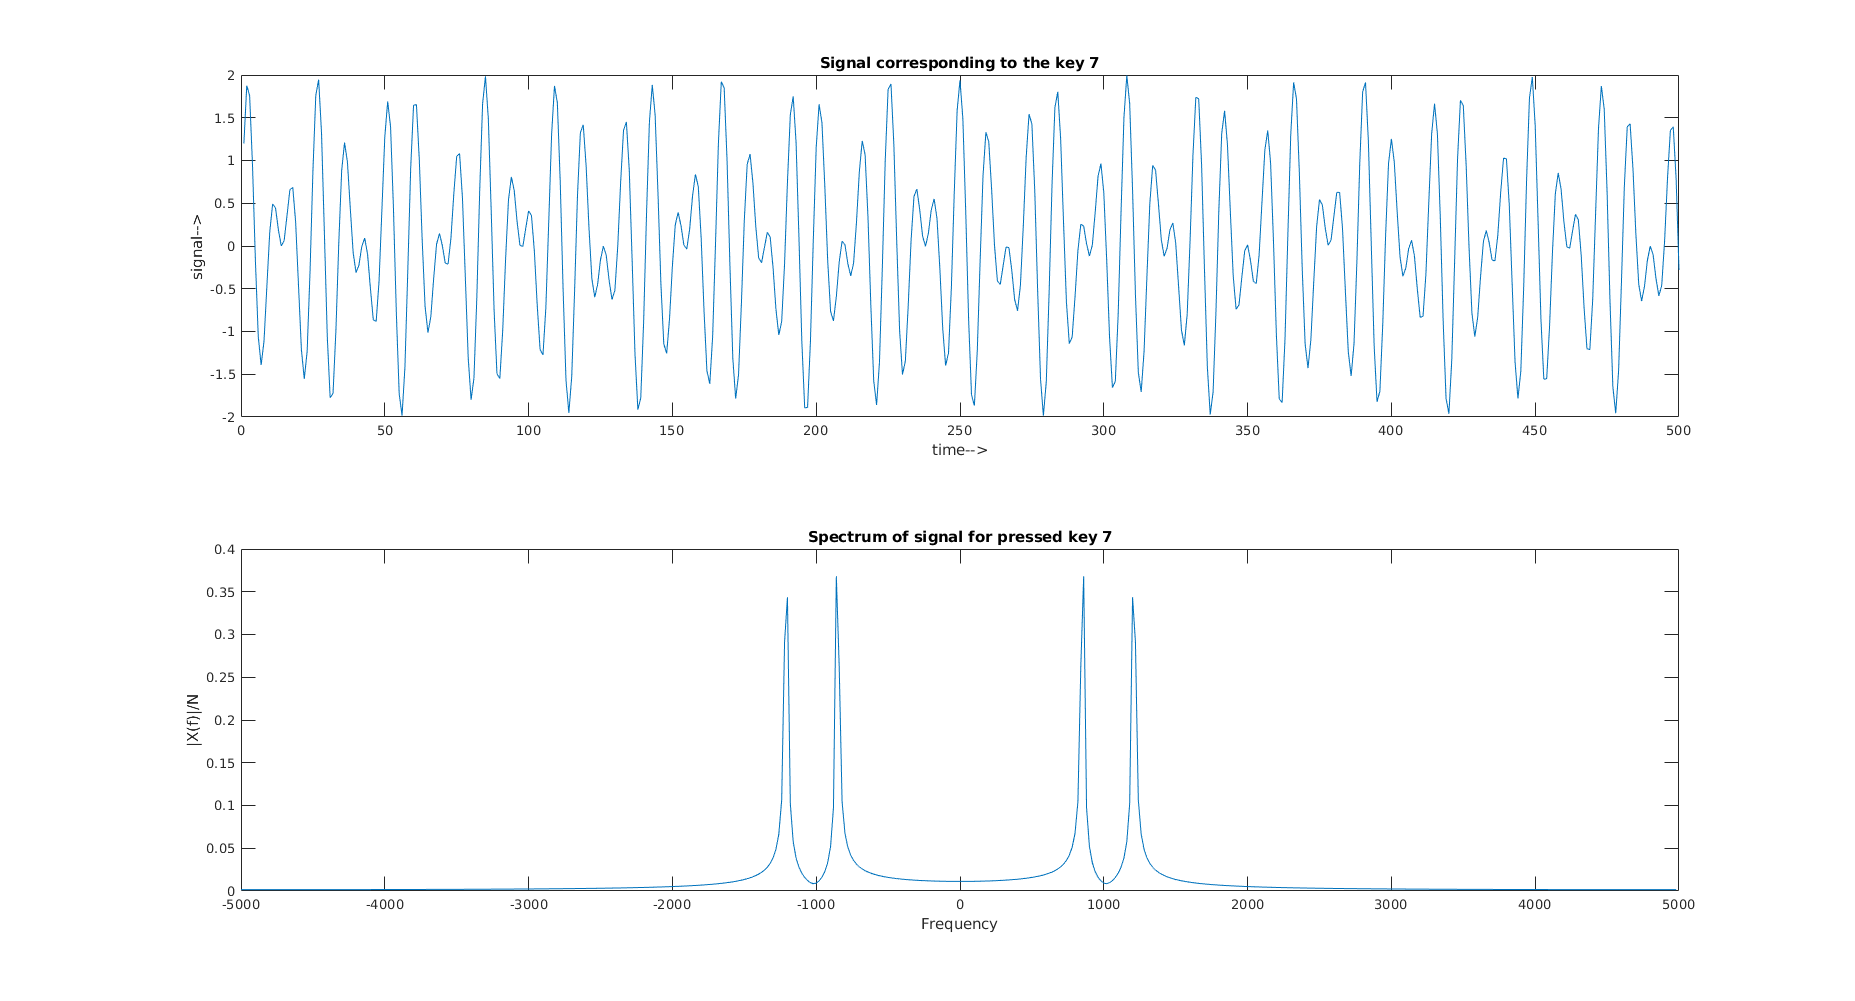 Signal corresponding to the key 7
2
1.5
1
0.5
0
-0.5
-1
-1.5
-2
signal-->
0 50 100 150 200 250 300 350 400 450 500
time-->
Spectrum of signal for pressed key 7
0.4
0.35
0.3
0.25
0.2
0.15
0.1
0.05
0
|X(f)|/N
-5000 -4000 -3000 -2000 -1000 0 1000 2000 3000 4000 5000
Frequency